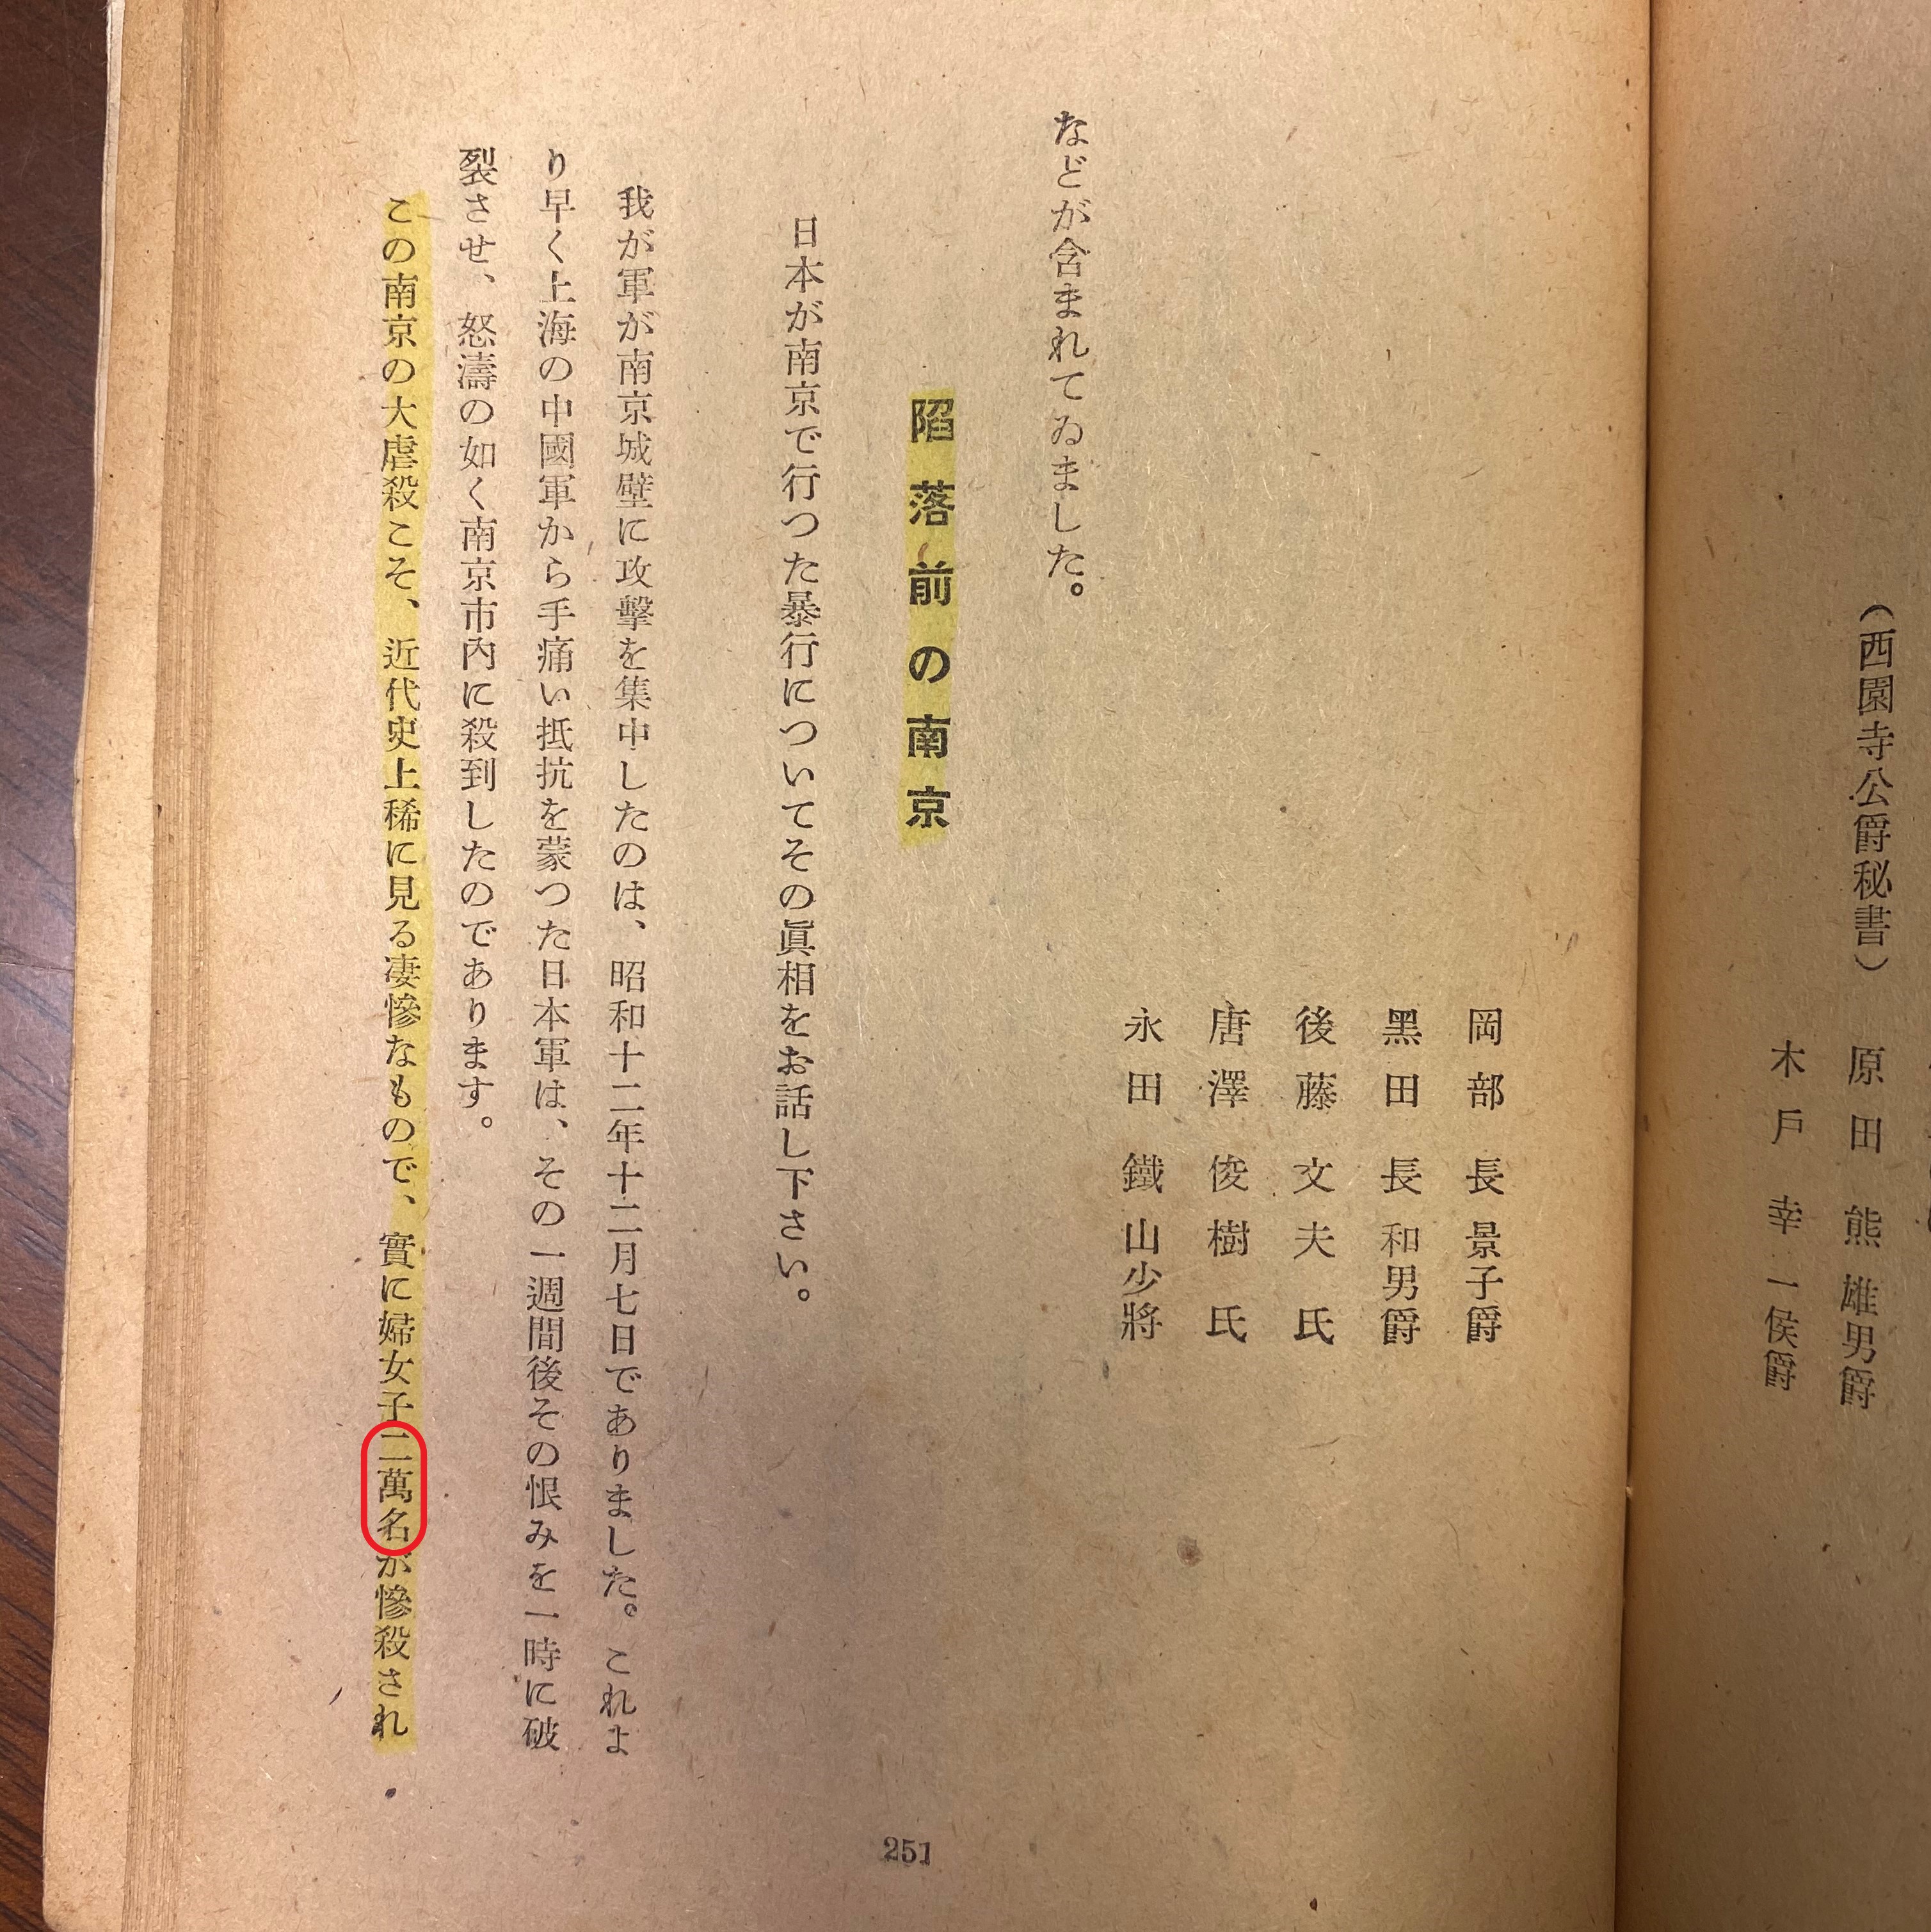 （西園寺公爵秘書）　原田熊雄男爵
木戸幸一侯爵
岡部長景子爵
黑田長和男爵
後藤文夫氏
唐澤俊樹氏
永田鐵山少將
などが含まれてゐました。
陷落前の南京
日本が南京で行つた暴行についてその眞相をお話し下さい。
我が軍が南京城壁に攻擊を集中したのは、昭和十二年十二月七日でありました。これよ
り早く上海の中國軍から手痛い抵抗を蒙つた日本軍は、その一週間後その恨みを一時に破
裂させ、怒濤の如く南京市內に殺到したのであります。
この南京の大虐殺こそ、近代史上稀に見る凄慘なもので、實に婦女子二萬名が慘殺され
251